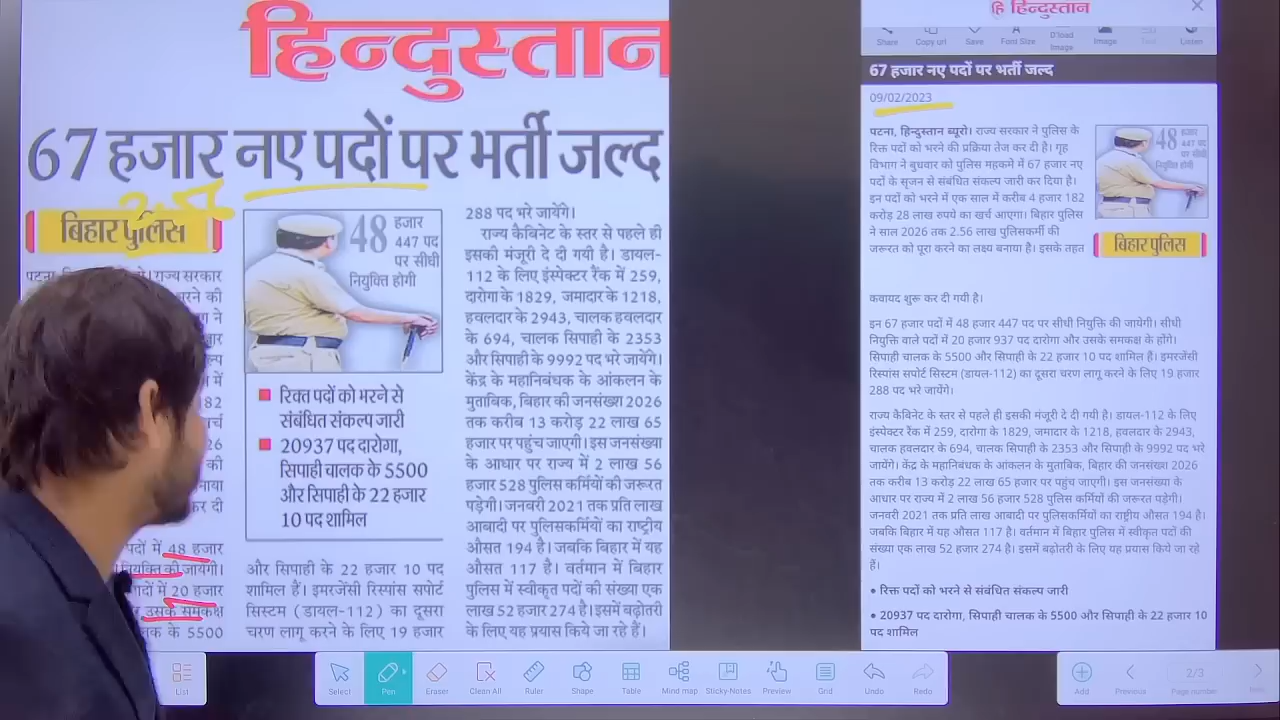 हिन्दुस्तान
67 हजार नए पदों पर भर्ती जल्द
बिहार पुलिस
48 हजार
447 पद
पर सीधी
नियुक्ति होगी
राज्य सरकार
पदों में 48 हजार
नियुक्ति की जायेगी।
पदों में 20 हजार
उसके समकक्ष
के 5500
रिक्त पदों को भरने से
संबंधित संकल्प जारी
20937 पद दारोगा,
सिपाही चालक के 5500
और सिपाही के 22 हजार
10 पद शामिल
और सिपाही के 22 हजार 10 पद
शामिल हैं। इमरजेंसी रिस्पांस सपोर्ट
सिस्टम (डायल-112) का दूसरा
चरण लागू करने के लिए 19 हजार
288 पद भरे जायेंगे।
राज्य कैबिनेट के स्तर से पहले ही
इसकी मंजूरी दे दी गयी है। डायल-
112 के लिए इंस्पेक्टर रैंक में 259,
दारोगा के 1829, जमादार के 1218,
हवलदार के 2943, चालक हवलदार
के 694, चालक सिपाही के 2353
और सिपाही के 9992 पद भरे जायेंगे।
केंद्र के महानिबंधक के आंकलन के
मुताबिक, बिहार की जनसंख्या 2026
तक करीब 13 करोड़ 22 लाख 65
हजार पर पहुंच जाएगी। इस जनसंख्या
के आधार पर राज्य में 2 लाख 56
हजार 528 पुलिस कर्मियों की जरूरत
पड़ेगी। जनवरी 2021 तक प्रति लाख
आबादी पर पुलिसकर्मियों का राष्ट्रीय
औसत 194 है। जबकि बिहार में यह
औसत 117 है। वर्तमान में बिहार
पुलिस में स्वीकृत पदों की संख्या एक
लाख 52 हजार 274 है। इसमें बढ़ोतरी
के लिए यह प्रयास किये जा रहे हैं।
हि हिन्दुस्तान
Share Copy url Save Font Size D'load Image Image Listen
67 हजार नए पदों पर भर्ती जल्द
09/02/2023
पटना, हिन्दुस्तान ब्यूरो। राज्य सरकार ने पुलिस के
रिक्त पदों को भरने की प्रक्रिया तेज कर दी है। गृह
विभाग ने बुधवार को पुलिस महकमे में 67 हजार नए
पदों के सृजन से संबंधित संकल्प जारी कर दिया है।
इन पदों को भरने में एक साल में करीब 4 हजार 182
करोड़ 28 लाख रुपये का खर्च आएगा। बिहार पुलिस
ने साल 2026 तक 2.56 लाख पुलिसकर्मी की
जरूरत को पूरा करने का लक्ष्य बनाया है। इसके तहत
48 हजार
447 पद
पर सीधी
नियुक्ति होगी
बिहार पुलिस
कवायद शुरू कर दी गयी है।
इन 67 हजार पदों में 48 हजार 447 पद पर सीधी नियुक्ति की जायेगी। सीधी
नियुक्ति वाले पदों में 20 हजार 937 पद दारोगा और उसके समकक्ष के होंगे।
सिपाही चालक के 5500 और सिपाही के 22 हजार 10 पद शामिल हैं। इमरजेंसी
रिस्पांस सपोर्ट सिस्टम (डायल-112) का दूसरा चरण लागू करने के लिए 19 हजार
288 पद भरे जायेंगे।
राज्य कैबिनेट के स्तर से पहले ही इसकी मंजूरी दे दी गयी है। डायल-112 के लिए
इंस्पेक्टर रैंक में 259, दारोगा के 1829, जमादार के 1218, हवलदार के 2943,
चालक हवलदार के 694, चालक सिपाही के 2353 और सिपाही के 9992 पद भरे
जायेंगे। केंद्र के महानिबंधक के आंकलन के मुताबिक, बिहार की जनसंख्या 2026
तक करीब 13 करोड़ 22 लाख 65 हजार पर पहुंच जाएगी। इस जनसंख्या के
आधार पर राज्य में 2 लाख 56 हजार 528 पुलिस कर्मियों की जरूरत पड़ेगी।
जनवरी 2021 तक प्रति लाख आबादी पर पुलिसकर्मियों का राष्ट्रीय औसत 194 है।
जबकि बिहार में यह औसत 117 है। वर्तमान में बिहार पुलिस में स्वीकृत पदों की
संख्या एक लाख 52 हजार 274 है। इसमें बढ़ोतरी के लिए यह प्रयास किये जा रहे
हैं।
• रिक्त पदों को भरने से संबंधित संकल्प जारी
• 20937 पद दारोगा, सिपाही चालक के 5500 और सिपाही के 22 हजार 10
पद शामिल
List Select Pen Eraser Clean All Ruler Shape Table Mind map Sticky-Notes Preview Grid Undo Redo Add Previous 2/3 Page number